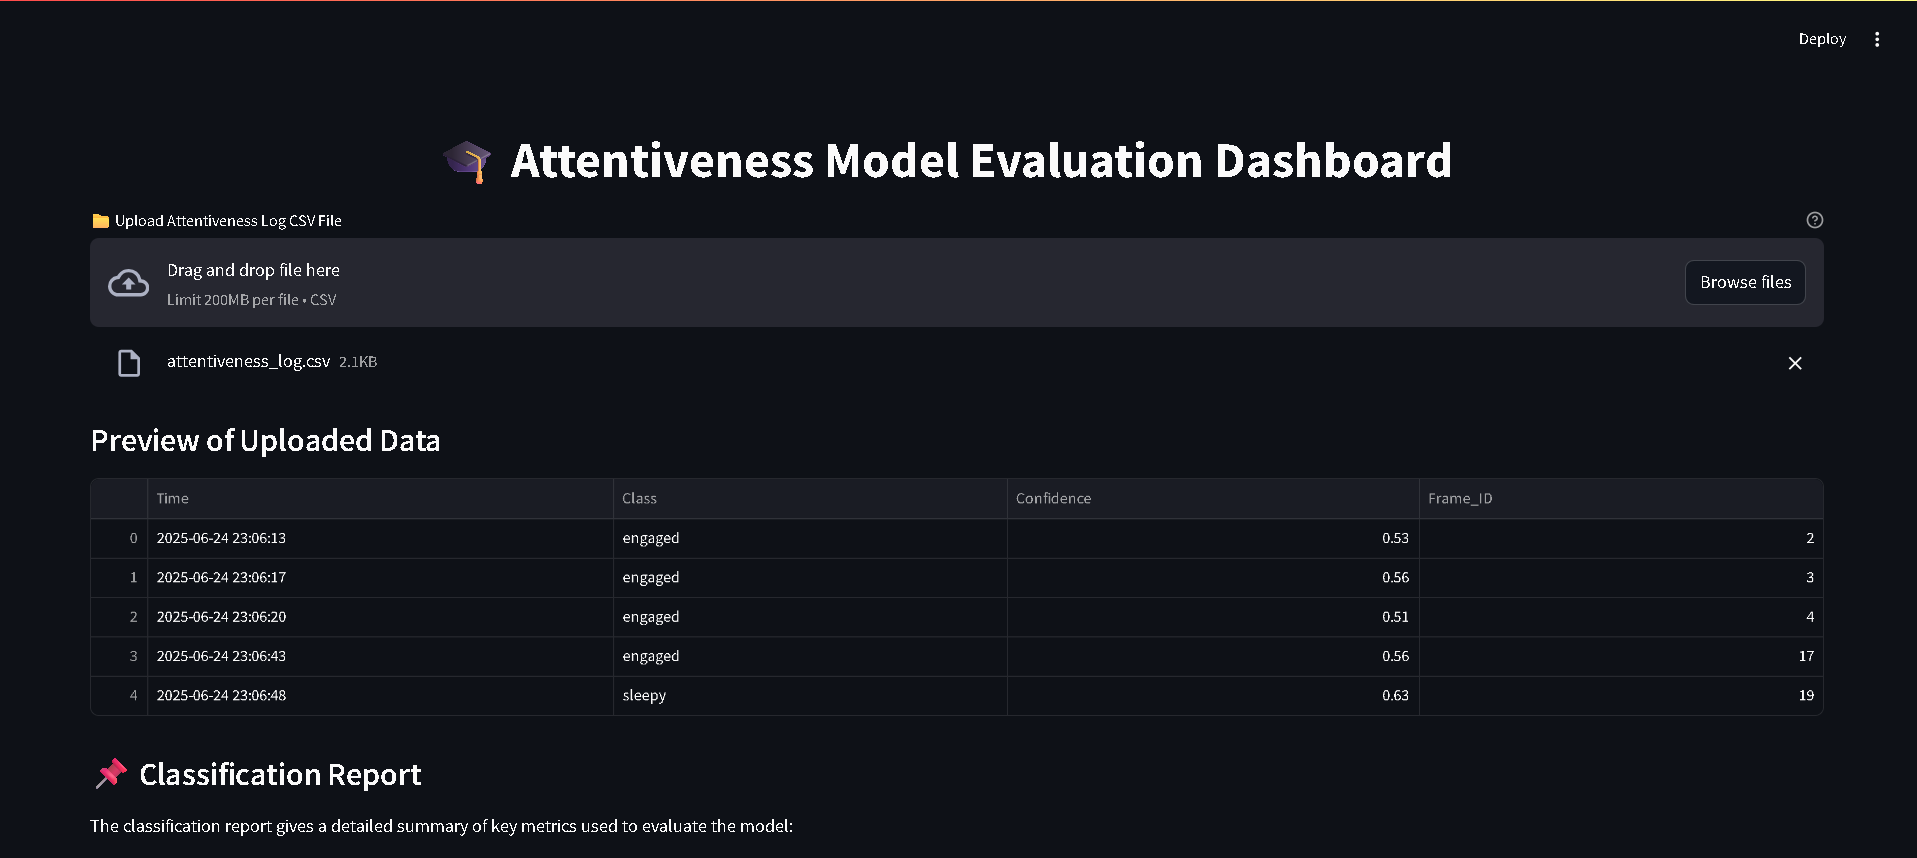 Deploy
Attentiveness Model Evaluation Dashboard
Upload Attentiveness Log CSV File
Drag and drop file here
Limit 200MB per file • CSV
Browse files
attentiveness_log.csv 2.1KB
Preview of Uploaded Data
Time Class Confidence Frame_ID
0 2025-06-24 23:06:13 engaged 0.53 2
1 2025-06-24 23:06:17 engaged 0.56 3
2 2025-06-24 23:06:20 engaged 0.51 4
3 2025-06-24 23:06:43 engaged 0.56 17
4 2025-06-24 23:06:48 sleepy 0.63 19
Classification Report
The classification report gives a detailed summary of key metrics used to evaluate the model: